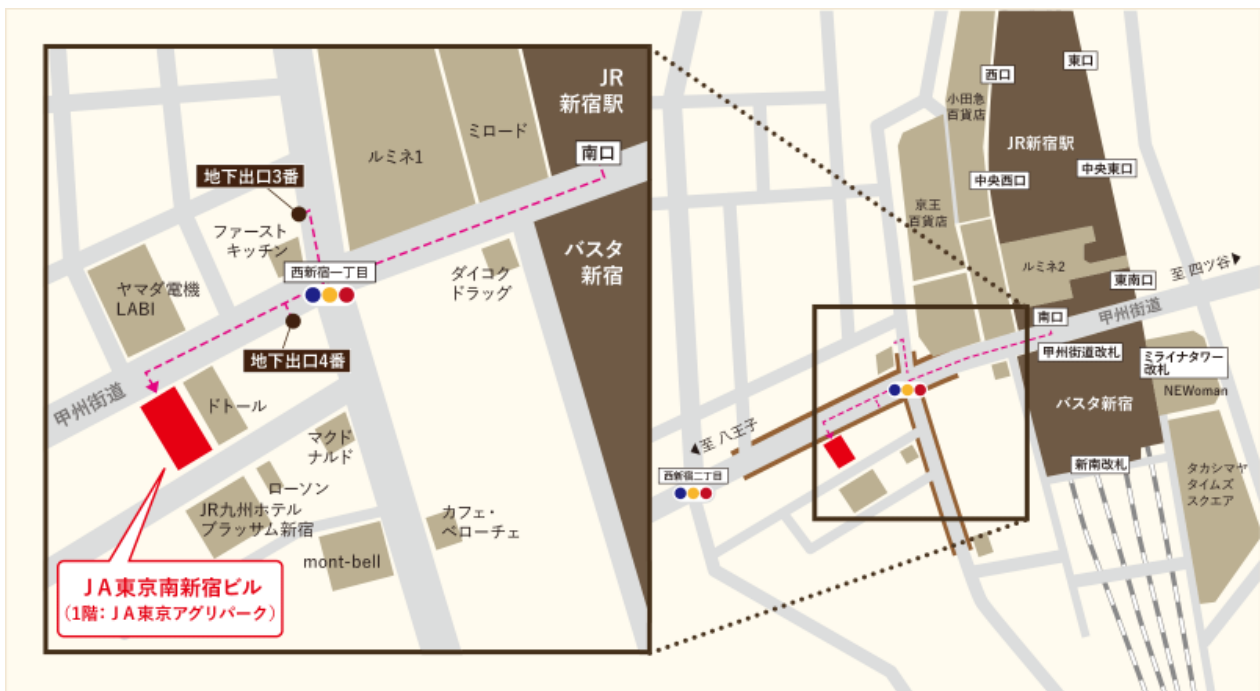 JR
新宿駅
ミロード
ルミネ1
南口
地下出口3番
ファースト
キッチン
西新宿一丁目
ダイコク
ドラッグ
バスタ
新宿
ヤマダ電機
LABI
地下出口4番
甲州街道
ドトール
マクド
ナルド
ローソン
JR九州ホテル
ブラッサム新宿
カフェ・
ベローチェ
mont-bell
JA東京南新宿ビル
(1階: JA東京アグリパーク)
東口
西口
小田急
百貨店
JR新宿駅
中央東口
中央西口
京王
百貨店
ルミネ2
至 四ツ谷
東南口
南口
甲州街道
甲州街道改札
ミライナタワー
改札
NEWoman
バスタ新宿
至 八王子
西新宿二丁目
新南改札
タカシマヤ
タイムズ
スクエア